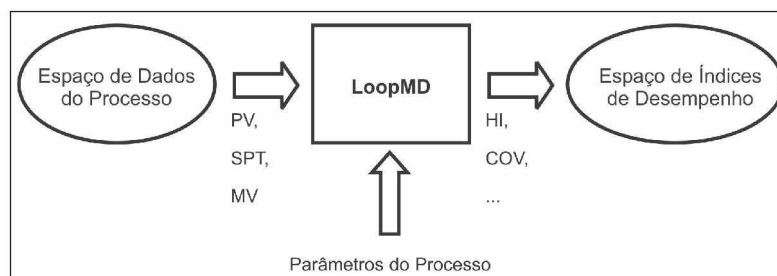 Espaço de Dados
do Processo
PV,
SPT,
MV
LoopMD
HI,
COV,
...
Espaço de Índices
de Desempenho
Parâmetros do Processo